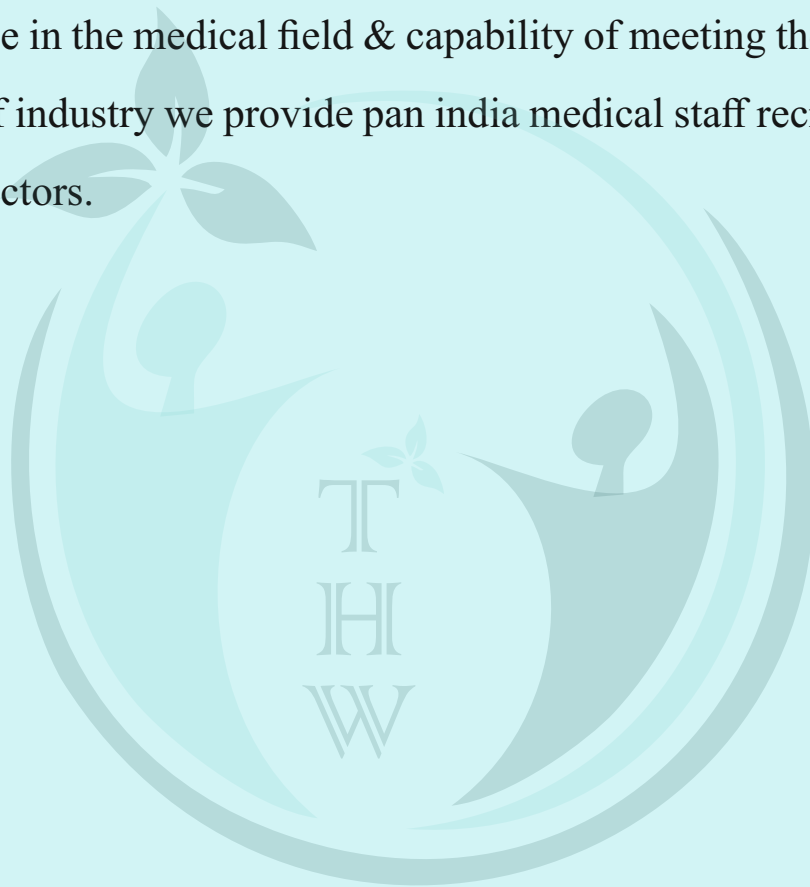 e in the medical field & capability of meeting th
f industry we provide pan india medical staff rec
ctors.
T
H
W